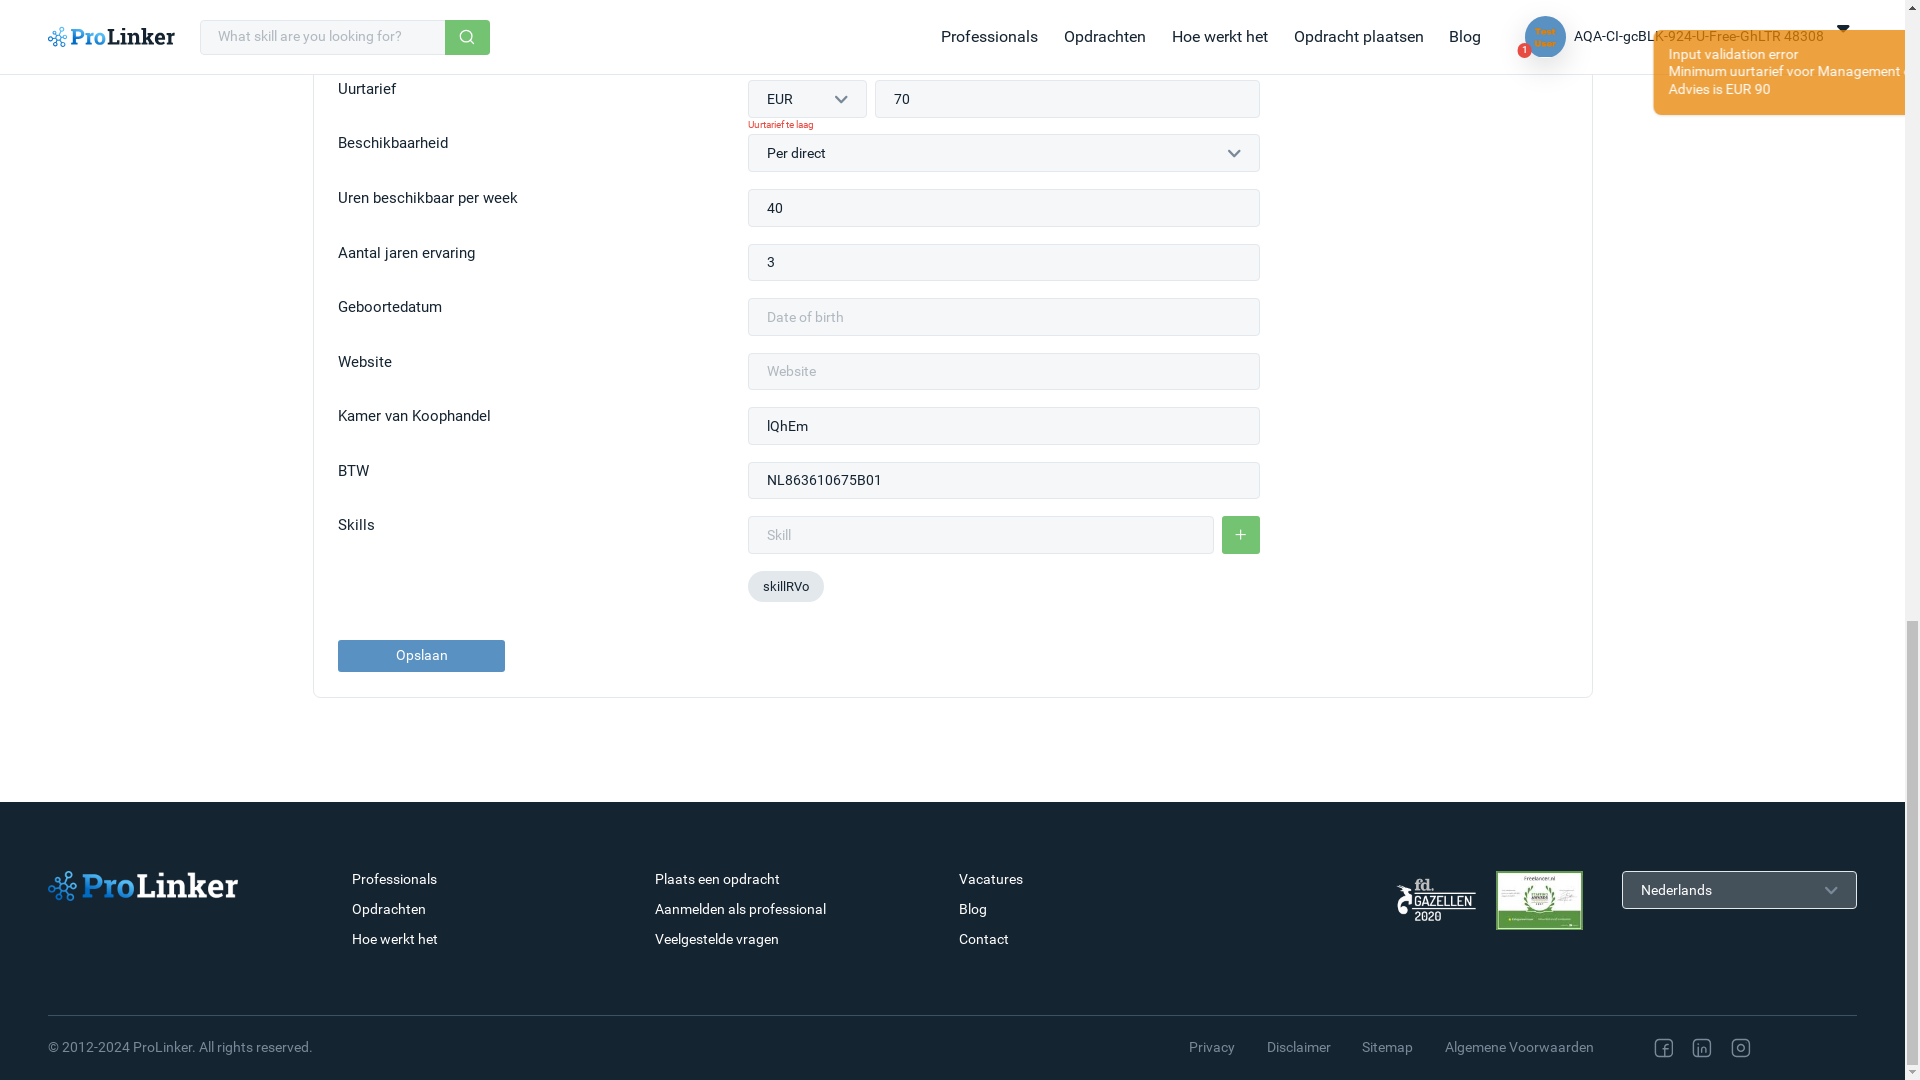 ProLinker
What skill are you looking for?
Professionals
Opdrachten
Hoe werkt het
Opdracht plaatsen
Blog
Test
User
1
AQA-CI-gcBLK-924-U-Free-GhLTR 48308
Input validation error
Minimum uurtarief voor Management
Advies is EUR 90
Uurtarief
EUR
70
Uurtarief te laag
Beschikbaarheid
Per direct
Uren beschikbaar per week
40
Aantal jaren ervaring
3
Geboortedatum
Date of birth
Website
Website
Kamer van Koophandel
lQhEm
BTW
NL863610675B01
Skills
Skill
+
skillRVo
Opslaan
ProLinker
Professionals
Opdrachten
Hoe werkt het
Plaats een opdracht
Aanmelden als professional
Veelgestelde vragen
Vacatures
Blog
Contact
fd.
GAZELLEN
2020
Freelancer.nl
Nederlands
© 2012-2024 ProLinker. All rights reserved.
Privacy
Disclaimer
Sitemap
Algemene Voorwaarden